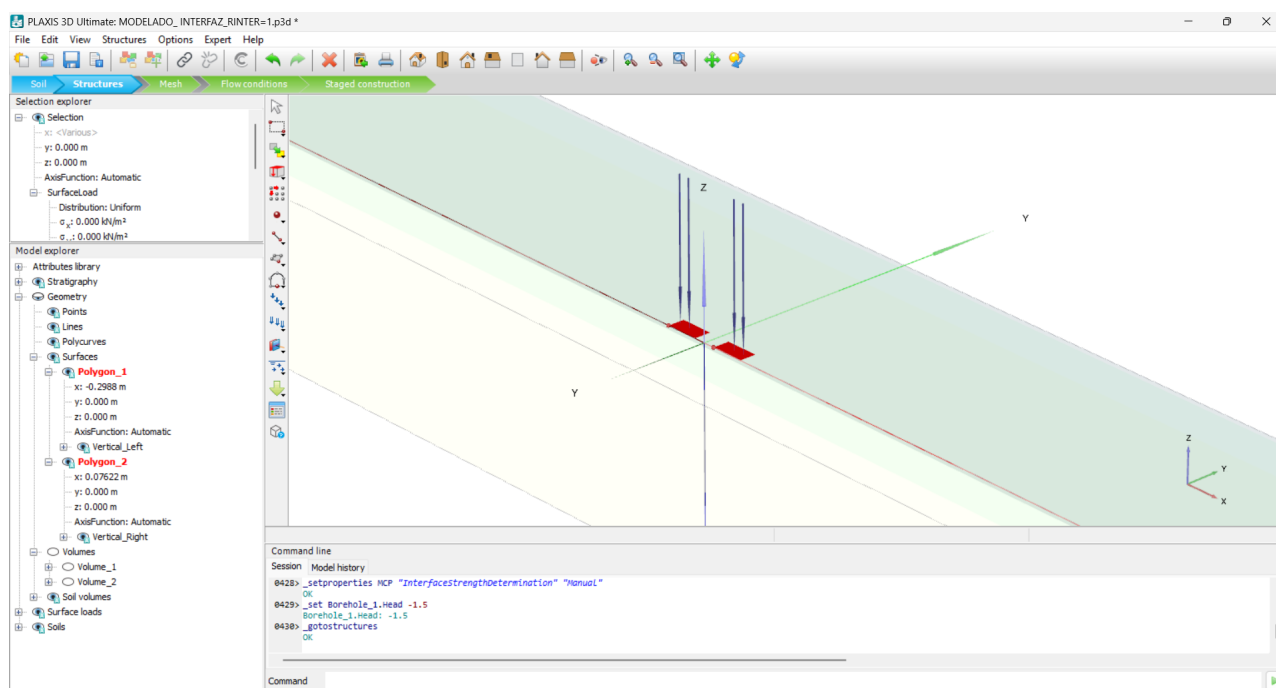 PLAXIS 3D Ultimate: MODELADO_ INTERFAZ_RINTER=1.p3d *
File Edit View Structures Options Expert Help
Soil Structures Mesh Flow conditions Staged construction
Selection explorer
Selection
x: <Various>
y: 0.000 m
z: 0.000 m
AxisFunction: Automatic
SurfaceLoad
Distribution: Uniform
σx: 0.000 kN/m²
0.000 kN/m²
Model explorer
Attributes library
Stratigraphy
Geometry
Points
Lines
Polycurves
Surfaces
Polygon_1
x: -0.2988 m
y: 0.000 m
z: 0.000 m
AxisFunction: Automatic
Vertical_Left
Polygon_2
x: 0.07622 m
y: 0.000 m
z: 0.000 m
AxisFunction: Automatic
Vertical_Right
Volumes
Volume_1
Volume_2
Soil volumes
Surface loads
Soils
Z
Y
Y
Z
Y
X
Command line
Session Model history
0428> _setproperties MCP "InterfaceStrengthDetermination" "Manual"
OK
0429> _set Borehole_1.Head -1.5
Borehole_1.Head: -1.5
0430> _gotostructures
OK
Command